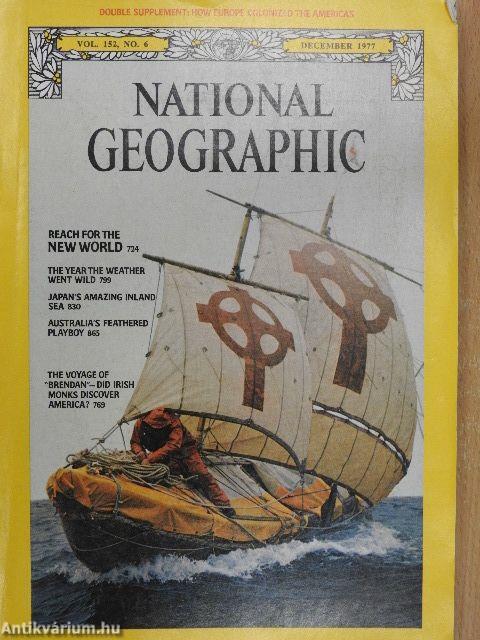 DOUBLE SUPPLEMENT: HOW EUROPE COLONIZED THE AMERICAS
VOL. 152, NO. 6
DECEMBER 1977
NATIONAL
GEOGRAPHIC
REACH FOR THE
NEW WORLD 724
THE YEAR THE WEATHER
WENT WILD 799
JAPAN'S AMAZING INLAND
SEA 830
AUSTRALIA'S FEATHERED
PLAYBOY 865
THE VOYAGE OF
"BRENDAN"—DID IRISH
MONKS DISCOVER
AMERICA? 769
Antikvárium.hu